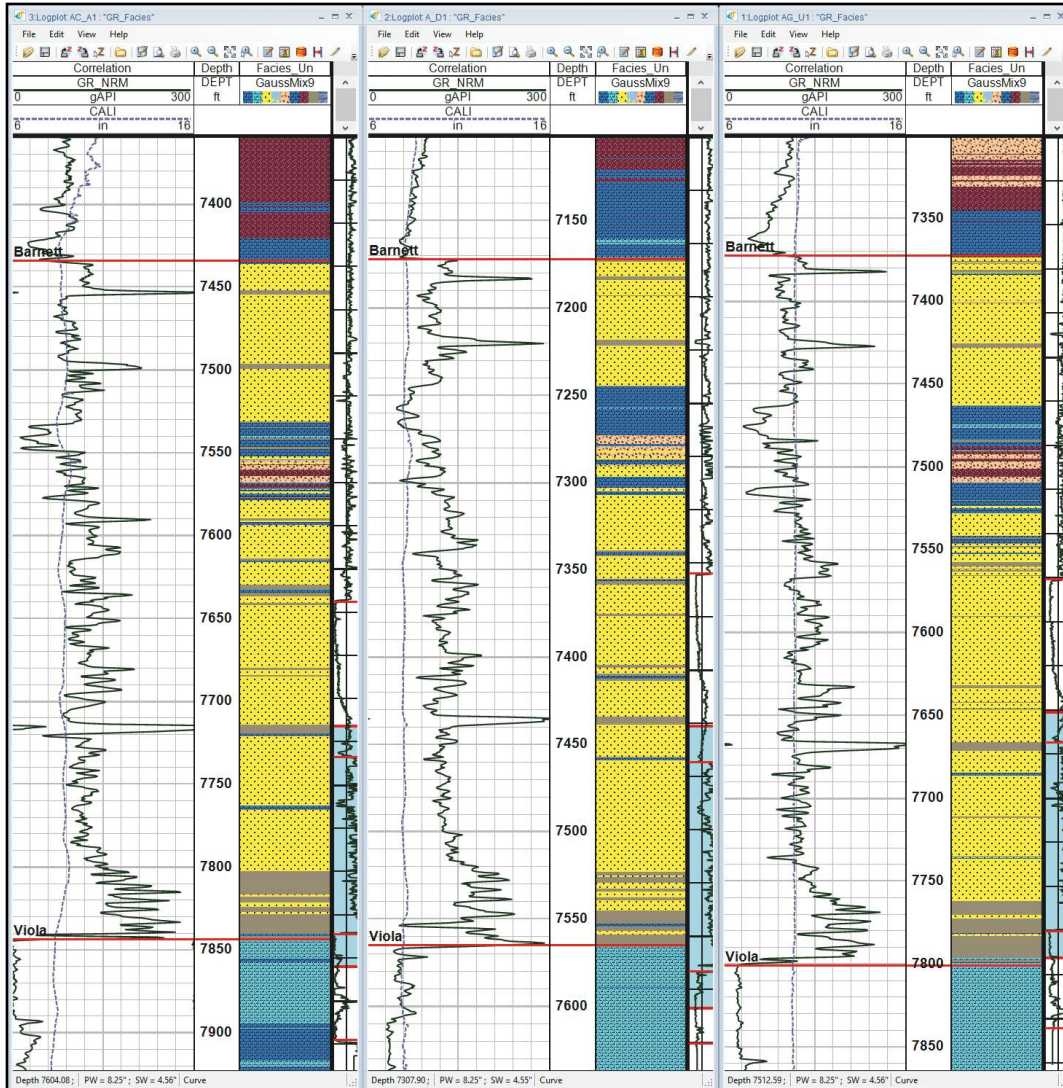 3:Logplot AC_A1: "GR_Facies"
File Edit View Help
Correlation Depth Facies_Un
GR_NRM DEPT GaussMix9
0 gAPI 300 ft
CALI
6 in 16
7400
Barnett
7450
7500
7550
7600
7650
7700
7750
7800
Viola
7850
7900
Depth 7604.08; PW = 8.25" SW = 4.56" Curve
2:Logplot A_D1: "GR_Facies"
File Edit View Help
Correlation Depth Facies_Un
GR_NRM DEPT GaussMix9
0 gAPI 300 ft
CALI
6 in 16
7150
Barnett
7200
7250
7300
7350
7400
7450
7500
7550
Viola
7600
Depth 7307.90; PW = 8.25" SW = 4.55" Curve
1:Logplot AG_U1: "GR_Facies"
File Edit View Help
Correlation Depth Facies_Un
GR_NRM DEPT GaussMix9
0 gAPI 300 ft
CALI
6 in 16
7350
Barnett
7400
7450
7500
7550
7600
7650
7700
7750
Viola
7800
7850
Depth 7512.59; PW = 8.25" SW = 4.56" Curve